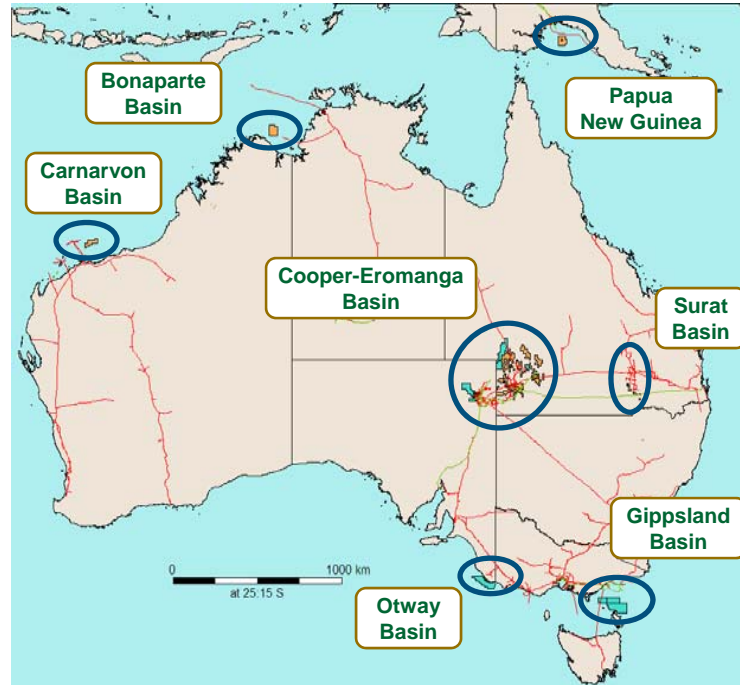 Bonaparte
Basin
Papua
New Guinea
Carnarvon
Basin
Cooper-Eromanga
Basin
Surat
Basin
Gippsland
Basin
0 1000 km
at 25:15 S
Otway
Basin